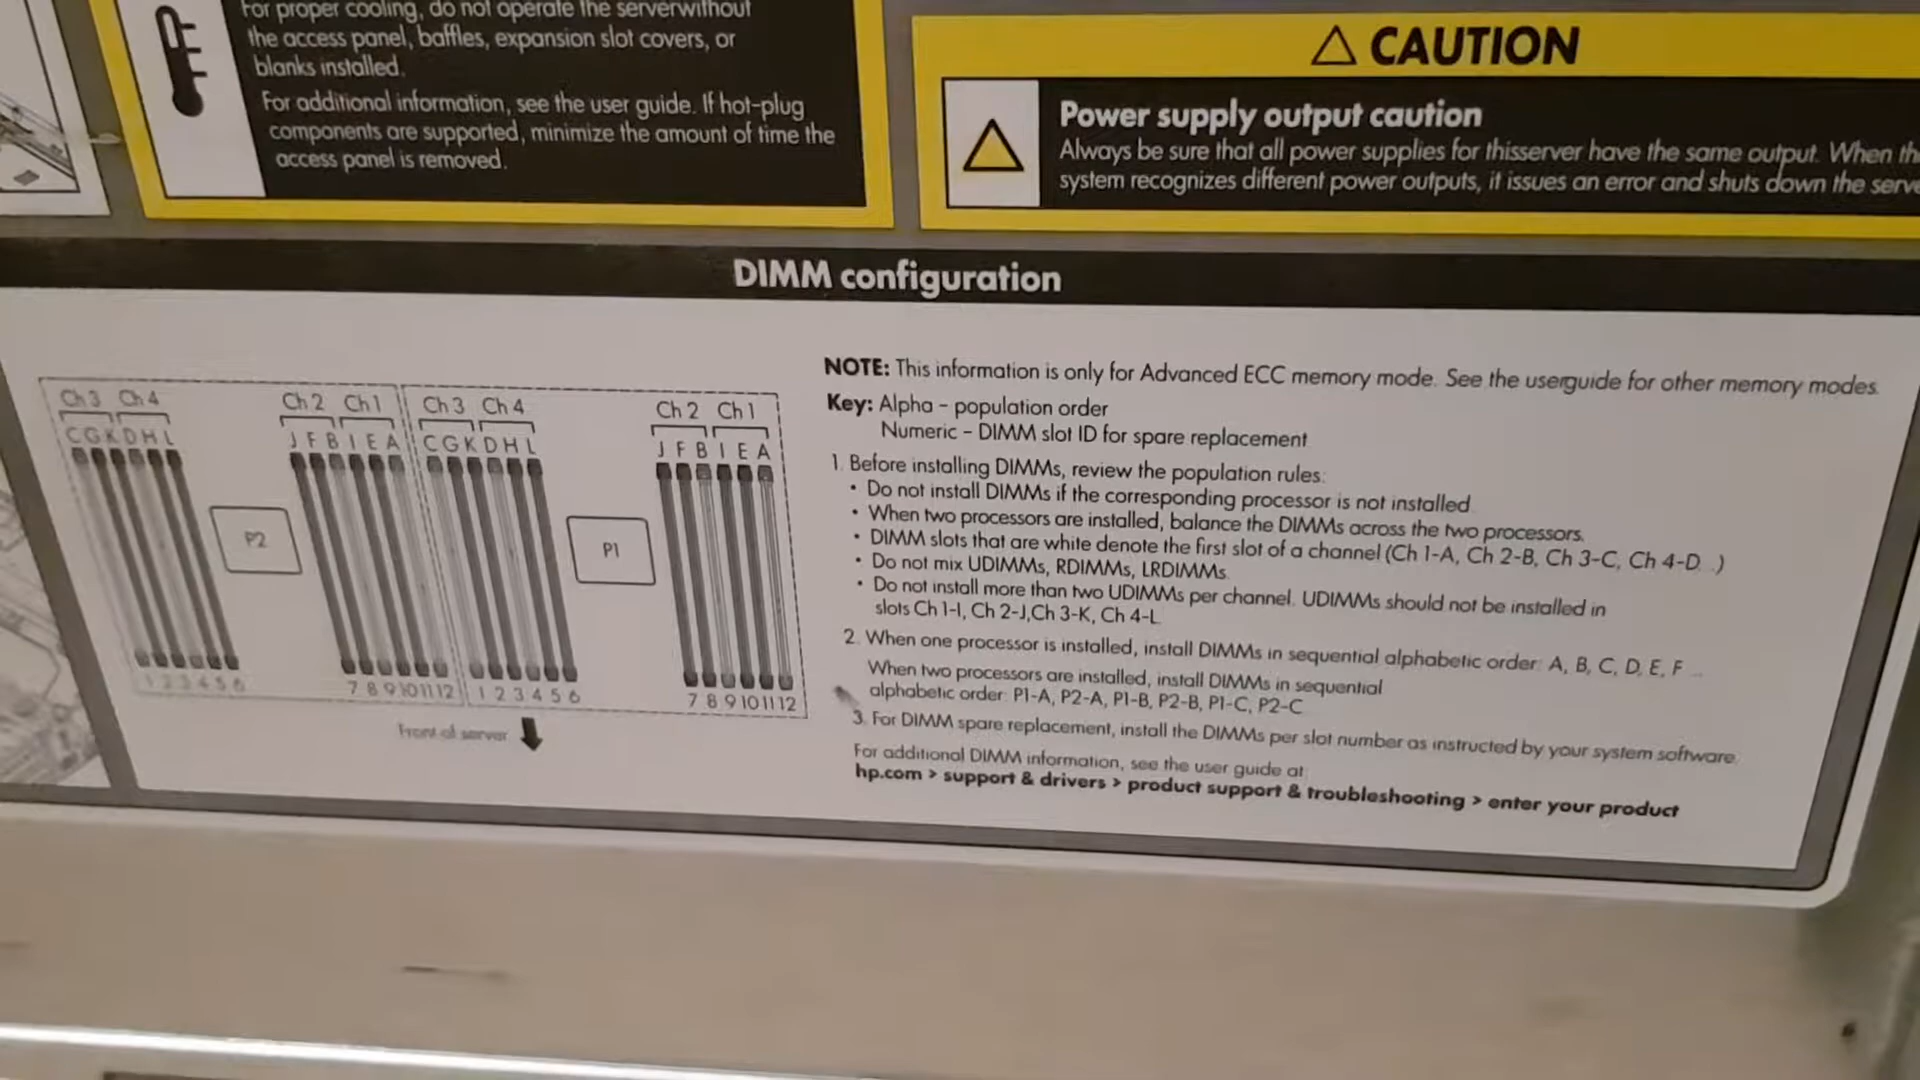 For proper cooling, do not operate the serverwithout
the access panel, baffles, expansion slot covers, or
blanks installed.
For additional information, see the user guide. If hot-plug
components are supported, minimize the amount of time the
access panel is removed.
CAUTION
Power supply output caution
Always be sure that all power supplies for thisserver have the same output. When
system recognizes different power outputs, it issues an error and shuts down the
DIMM configuration
Ch 3 Ch 4 Ch 2 Ch 1 Ch 3 Ch 4 Ch 2 Ch 1
C G K D H L J F B I E A C G K D H L J F B I E A
P2 P1
1 2 3 4 5 6 7 8 9 10 11 12 1 2 3 4 5 6 7 8 9 10 11 12
Front of server
NOTE: This information is only for Advanced ECC memory mode. See the userguide for other memory modes.
Key: Alpha - population order
Numeric - DIMM slot ID for spare replacement
1. Before installing DIMMs, review the population rules:
• Do not install DIMMs if the corresponding processor is not installed.
• When two processors are installed, balance the DIMMs across the two processors.
• DIMM slots that are white denote the first slot of a channel (Ch 1-A, Ch 2-B, Ch 3-C, Ch 4-D...)
• Do not mix UDIMMs, RDIMMs, LRDIMMs.
• Do not install more than two UDIMMs per channel. UDIMMs should not be installed in
slots Ch 1-I, Ch 2-J,Ch 3-K, Ch 4-L.
2. When one processor is installed, install DIMMs in sequential alphabetic order: A, B, C, D, E, F ...
When two processors are installed, install DIMMs in sequential
alphabetic order: P1-A, P2-A, P1-B, P2-B, P1-C, P2-C
3. For DIMM spare replacement, install the DIMMs per slot number as instructed by your system software.
For additional DIMM information, see the user guide at:
hp.com > support & drivers > product support & troubleshooting > enter your product